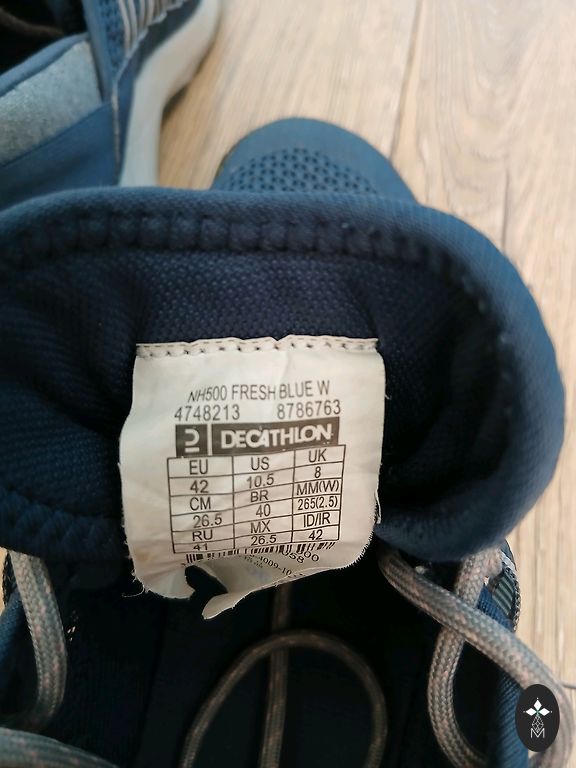 NH500 FRESH BLUE W
4748213 8786763
DECATHLON
EU US UK
42 10.5 8
CM BR MM(W)
26.5 40 265(2.5)
RU MX ID/IR
41 26.5 42
M